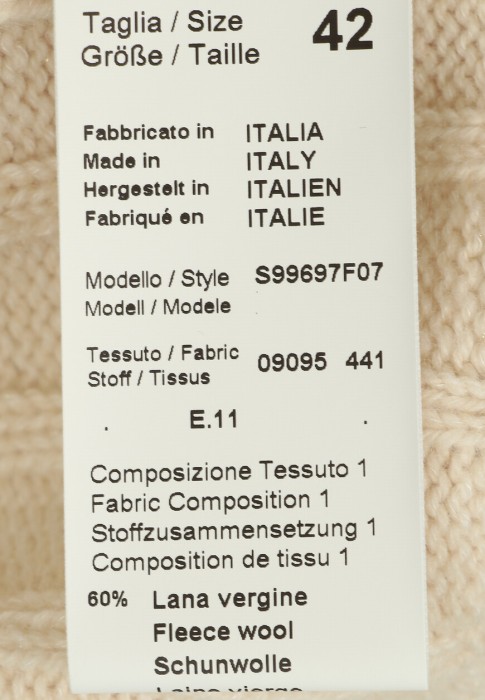 Taglia / Size 42
Größe / Taille
Fabbricato in ITALIA
Made in ITALY
Hergestelt in ITALIEN
Fabriqué en ITALIE
Modello / Style S99697F07
Modell / Modele
Tessuto / Fabric 09095 441
Stoff / Tissus
. E.11 .
Composizione Tessuto 1
Fabric Composition 1
Stoffzusammensetzung 1
Composition de tissu 1
60% Lana vergine
Fleece wool
Schunwolle